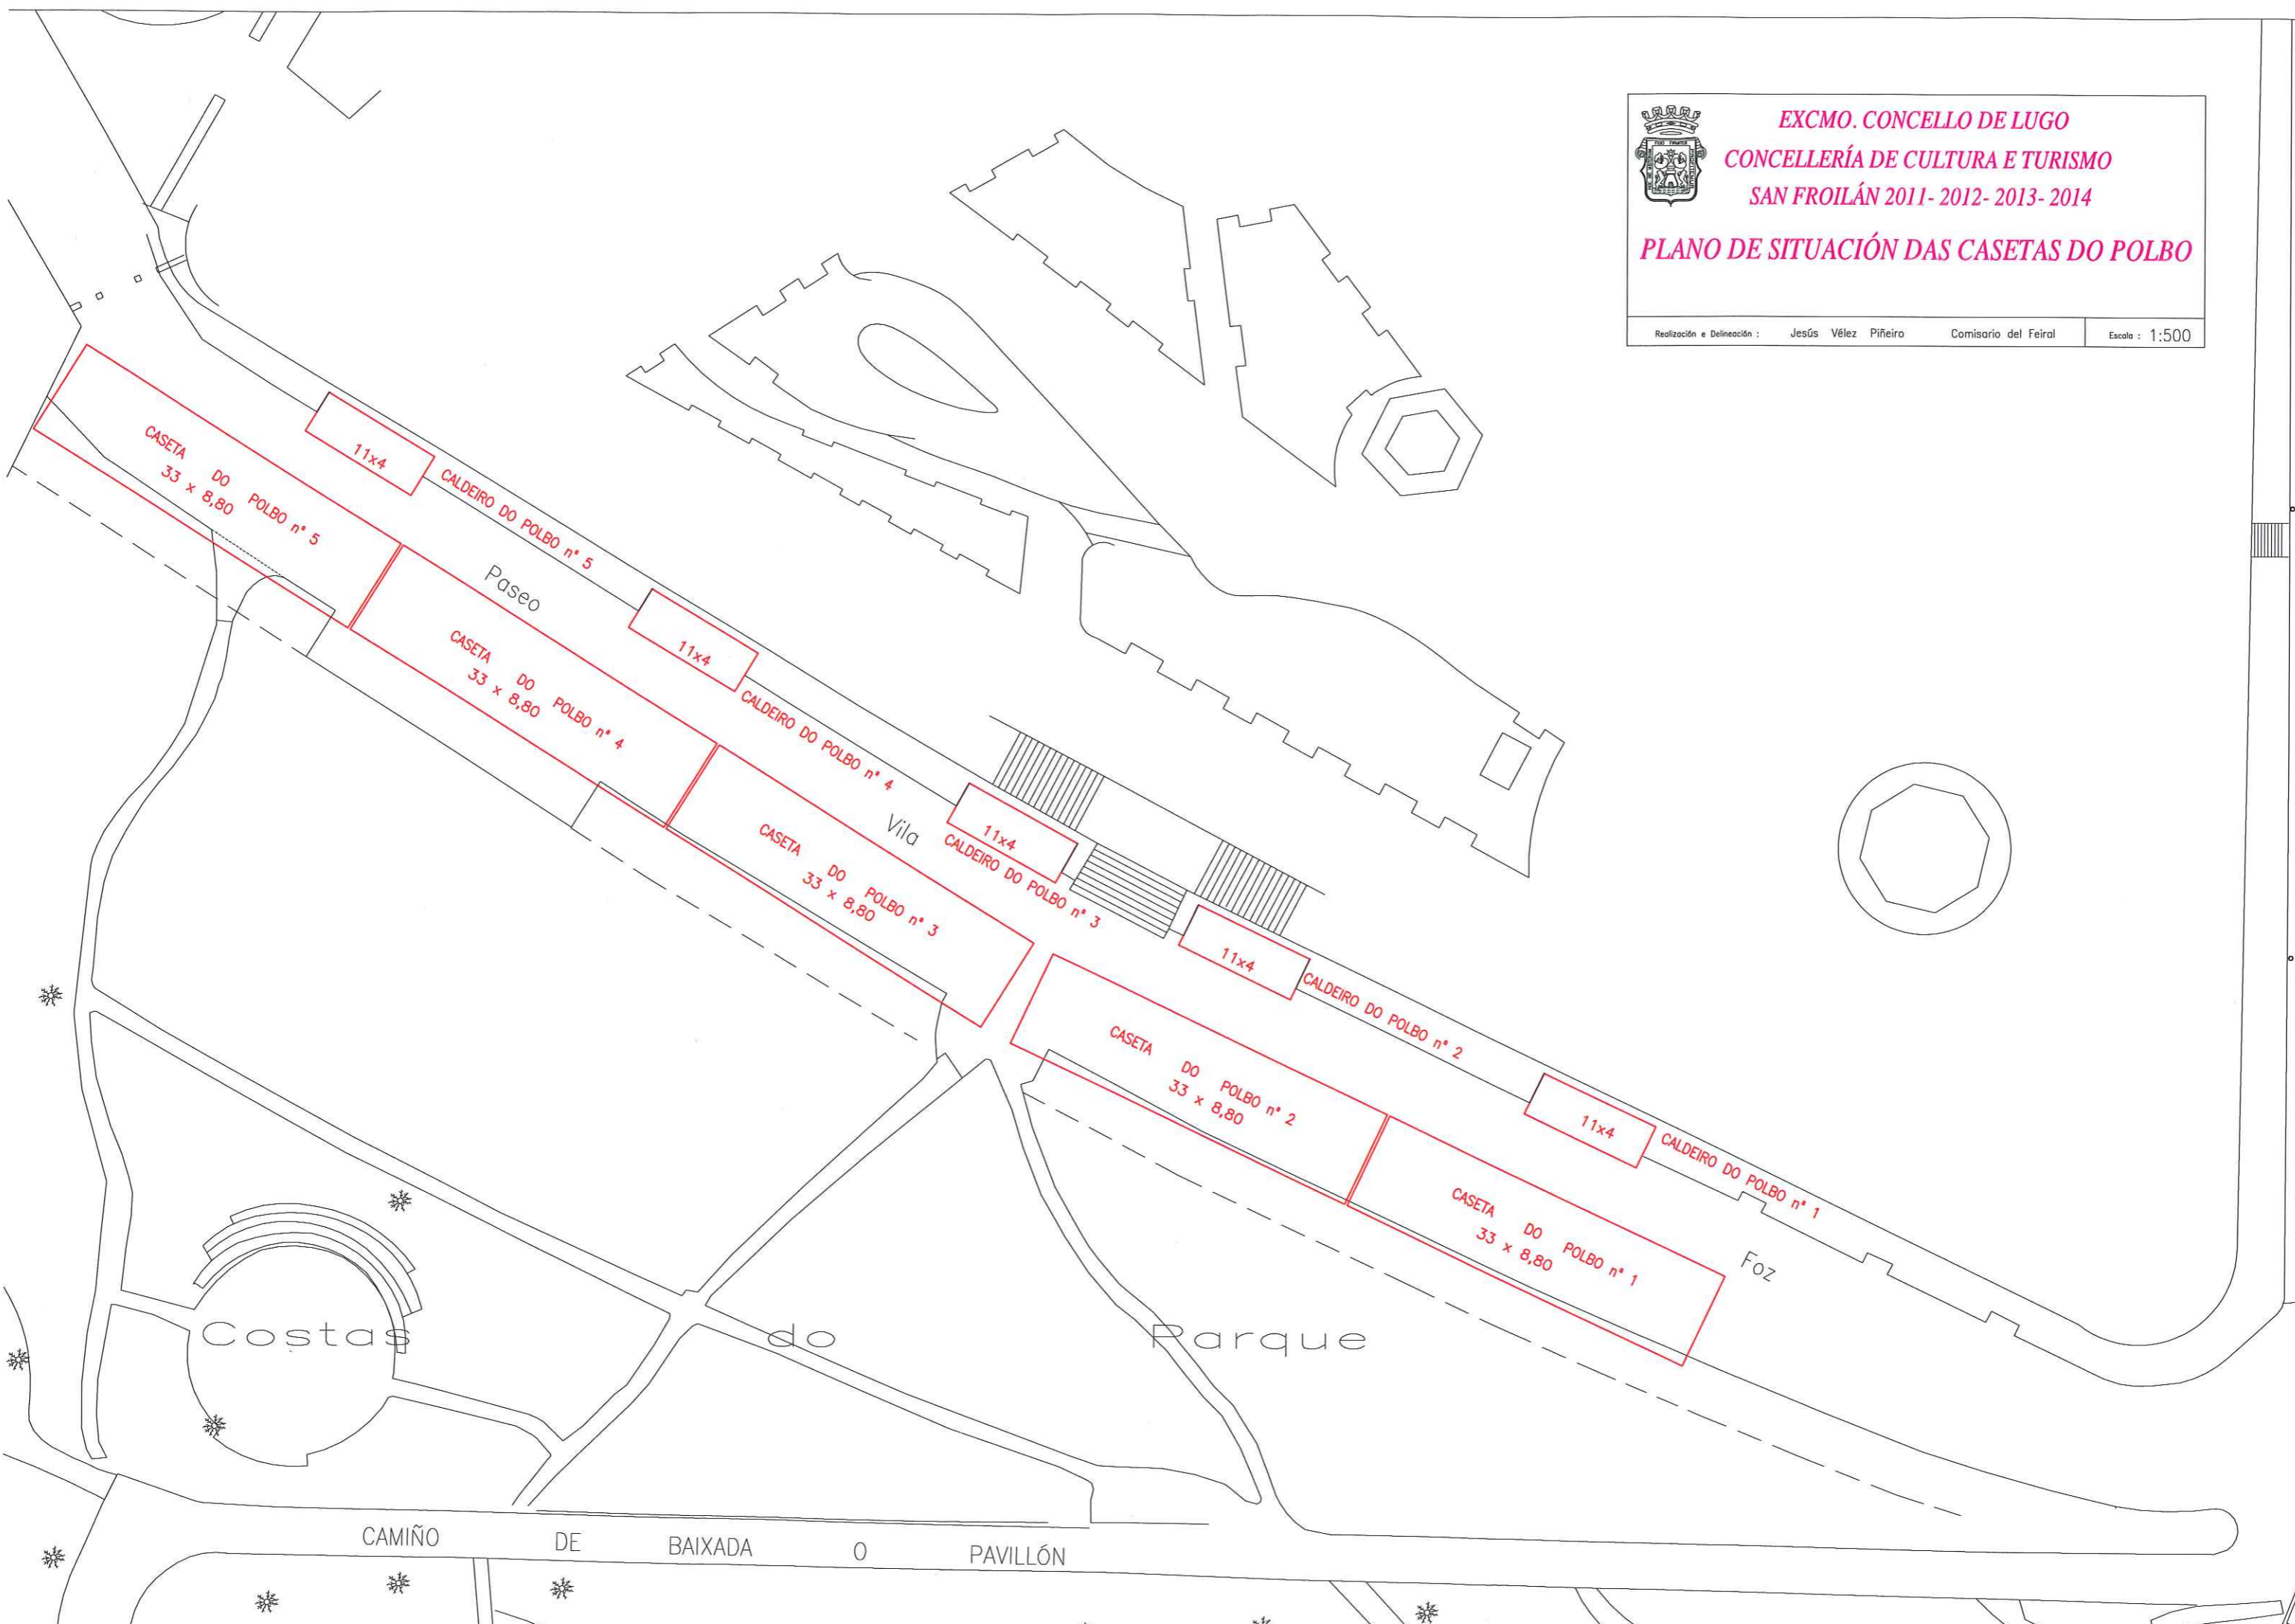 EXCMO. CONCELLO DE LUGO
CONCELLERÍA DE CULTURA E TURISMO
SAN FROILÁN 2011- 2012- 2013- 2014
PLANO DE SITUACIÓN DAS CASETAS DO POLBO
Realización e Delineación : Jesús Vélez Piñeiro Comisario del Feiral Escala : 1:500
CASETA DO POLBO nº 5
33 x 8,80
11x4
CALDEIRO DO POLBO nº 5
Paseo
CASETA DO POLBO nº 4
33 x 8,80
11x4
CALDEIRO DO POLBO nº 4
Vila
CASETA DO POLBO nº 3
33 x 8,80
11x4
CALDEIRO DO POLBO nº 3
CASETA DO POLBO nº 2
33 x 8,80
11x4
CALDEIRO DO POLBO nº 2
CASETA DO POLBO nº 1
33 x 8,80
11x4
CALDEIRO DO POLBO nº 1
Foz
Costas do Parque
CAMIÑO DE BAIXADA O PAVILLÓN